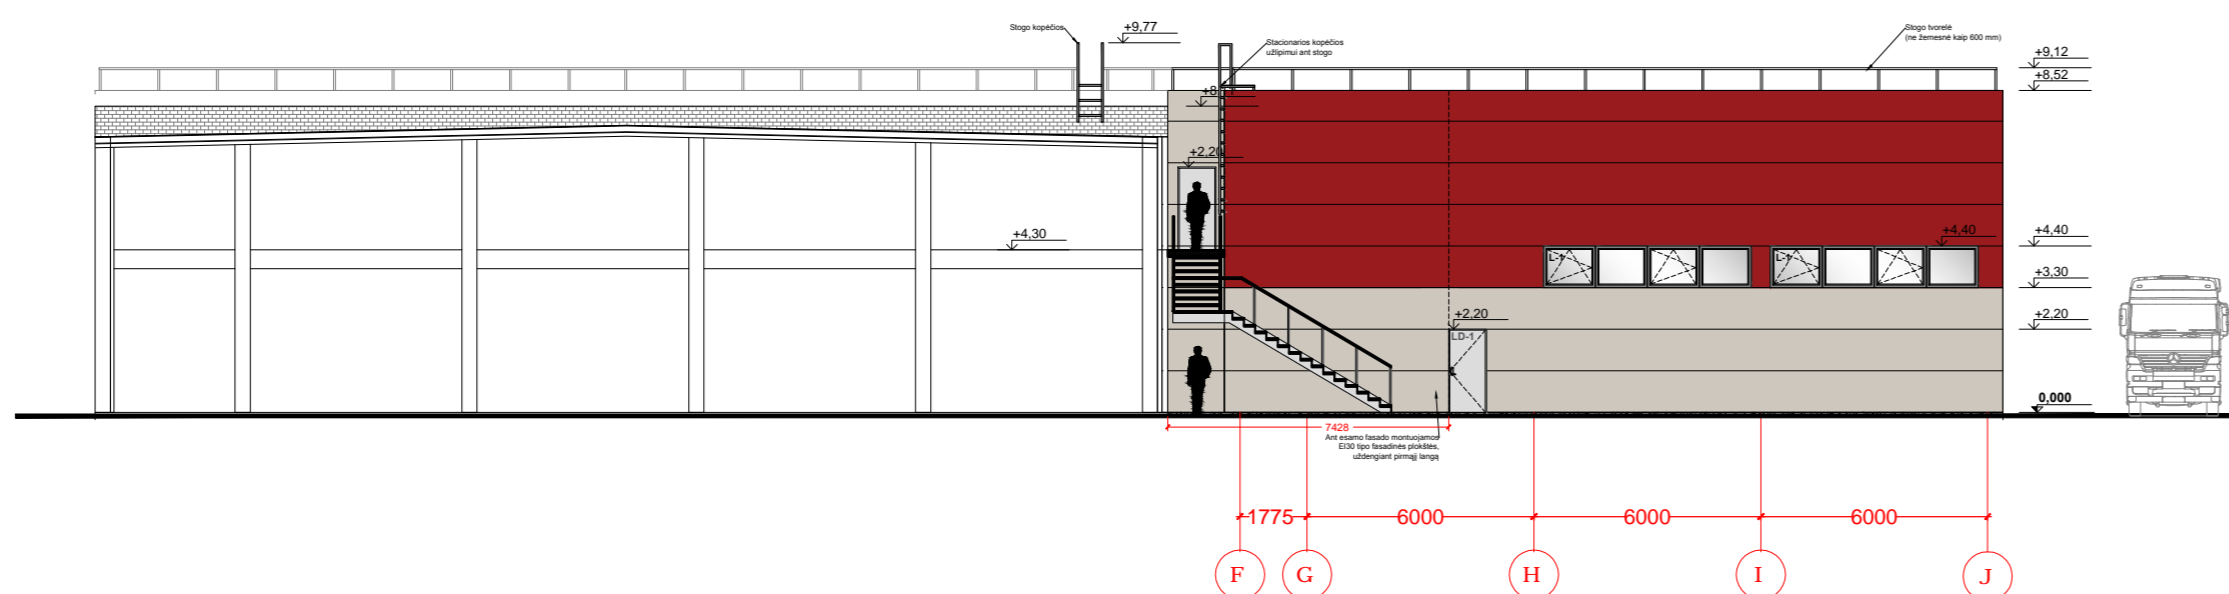 Stogo kopėčios
+9,77
Stacionarios kopėčios
užlipimui ant stogo
Stogo tvorelė
(ne žemesnė kaip 600 mm)
+9,12
+8,52
+2,20
+4,30
+4,40
+4,40
L-1
L-1
+3,30
+2,20
+2,20
LD-1
0,000
7428
Ant esamo fasado montuojamos
EI30 tipo fasadinės plokštės,
uždengiant pirmąjį langą
1775
6000
6000
6000
F
G
H
I
J